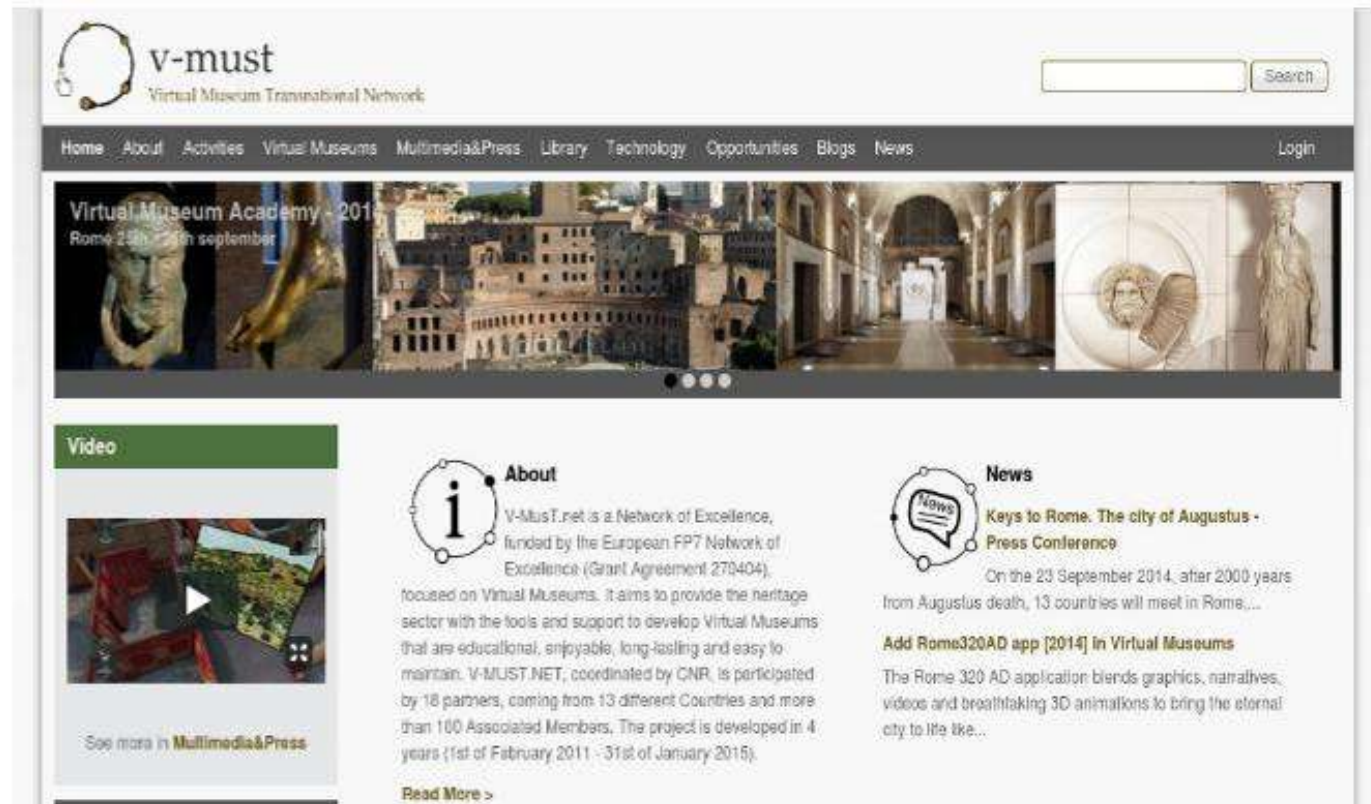 v-must
Virtual Museum Transnational Network
Search
Home About Activities Virtual Museums Multimedia&Press Library Technology Opportunities Blogs News Login
Virtual Museum Academy - 201
Rome 25th september
Video
See more in Multimedia&Press
i
About
V-MusT.net is a Network of Excellence,
funded by the European FP7 Network of
Excellence (Grant Agreement 270404),
focused on Virtual Museums. It aims to provide the heritage
sector with the tools and support to develop Virtual Museums
that are educational, enjoyable, long-lasting and easy to
maintain. V-MUST.NET, coordinated by CNR, is participated
by 18 partners, coming from 13 different Countries and more
than 100 Associated Members. The project is developed in 4
years (1st of February 2011 - 31st of January 2015).
Read More >
News
News
Keys to Rome. The city of Augustus -
Press Conference
On the 23 September 2014, after 2000 years
from Augustus death, 13 countries will meet in Rome,...
Add Rome320AD app [2014] in Virtual Museums
The Rome 320 AD application blends graphics, narratives,
videos and breathtaking 3D animations to bring the eternal
city to life like...